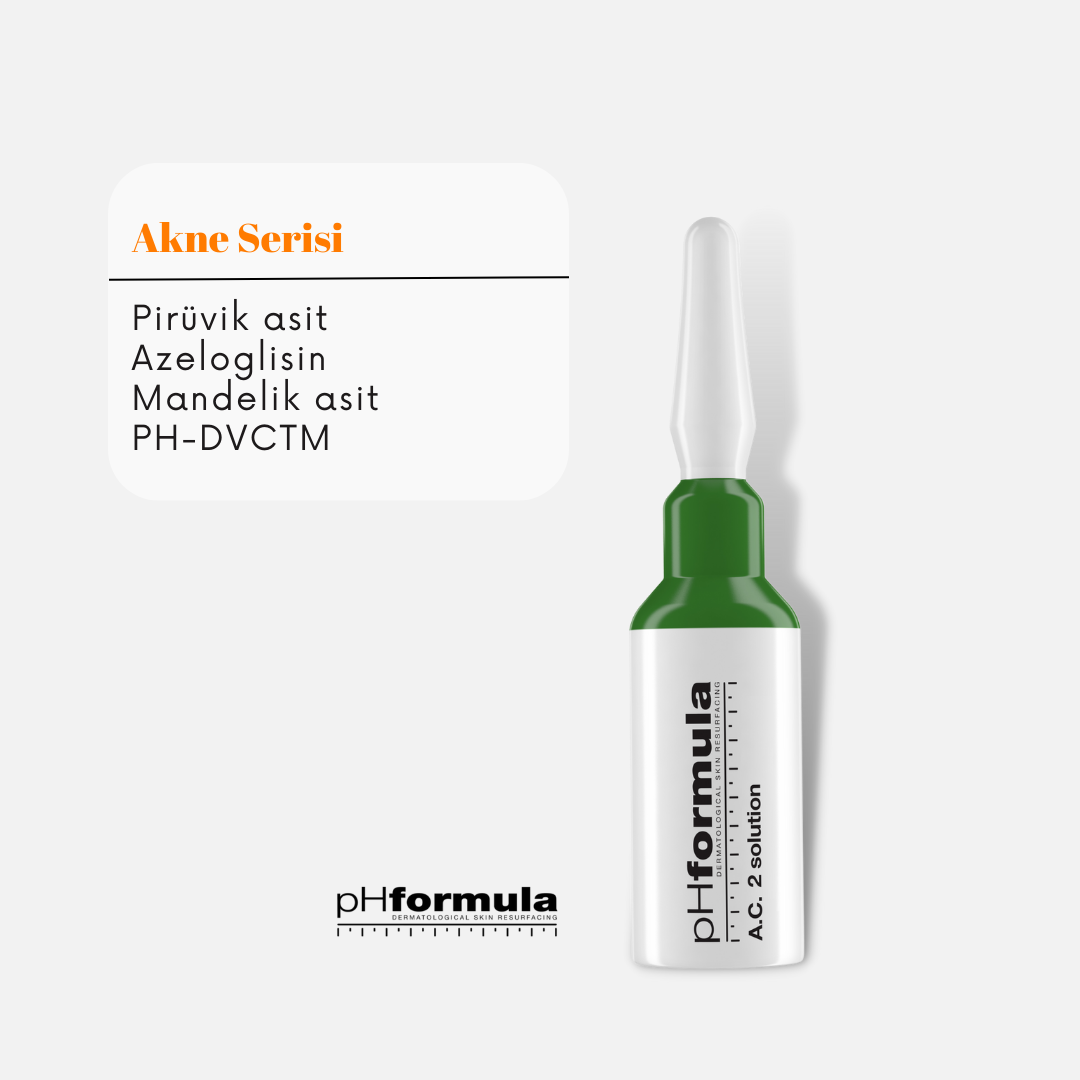 Akne Serisi
Pirüvik asit
Azeloglisin
Mandelik asit
PH-DVCTM
pHformula
DERMATOLOGICAL SKIN RESURFACING
A.C. 2 solution
pHformula
DERMATOLOGICAL SKIN RESURFACING